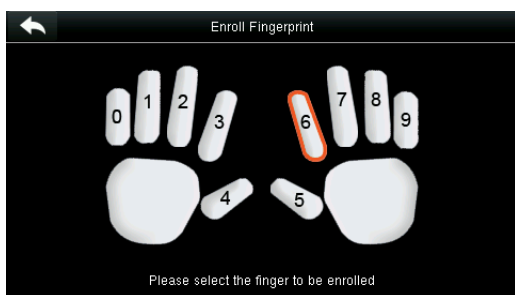 Enroll Fingerprint
0 1 2 3 4 5 6 7 8 9
Please select the finger to be enrolled